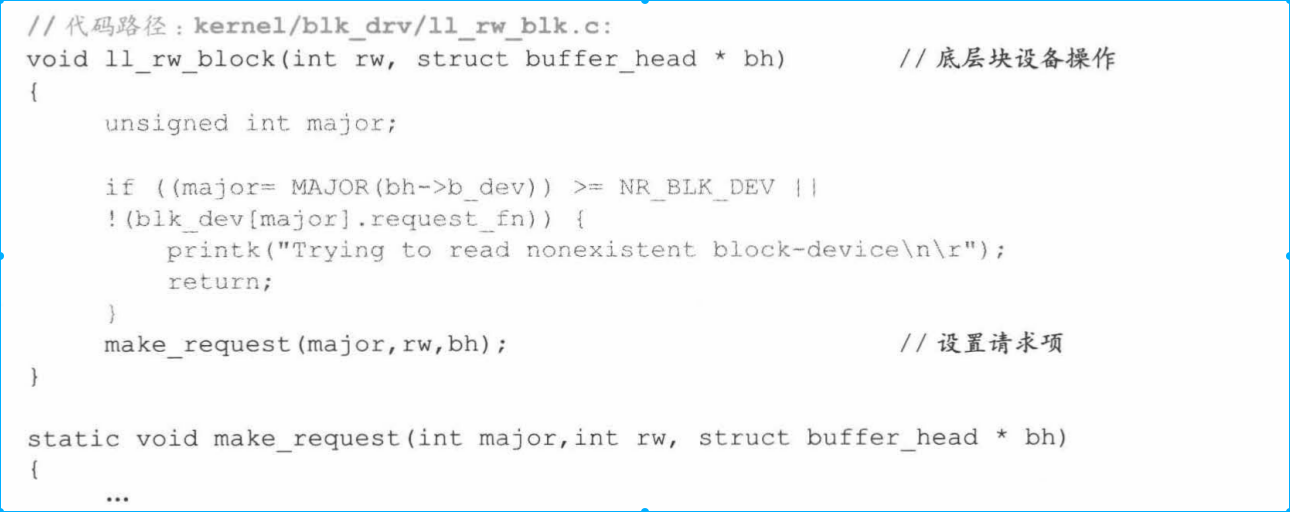 // 代码路径：kernel/blk_drv/ll_rw_blk.c:
void ll_rw_block(int rw, struct buffer_head * bh) // 底层块设备操作
{
unsigned int major;
if ((major= MAJOR(bh->b_dev)) >= NR_BLK_DEV ||
!(blk_dev[major].request_fn)) {
printk("Trying to read nonexistent block-device\n\r");
return;
}
make_request(major,rw,bh); // 设置请求项
}
static void make_request(int major,int rw, struct buffer_head * bh)
{
…